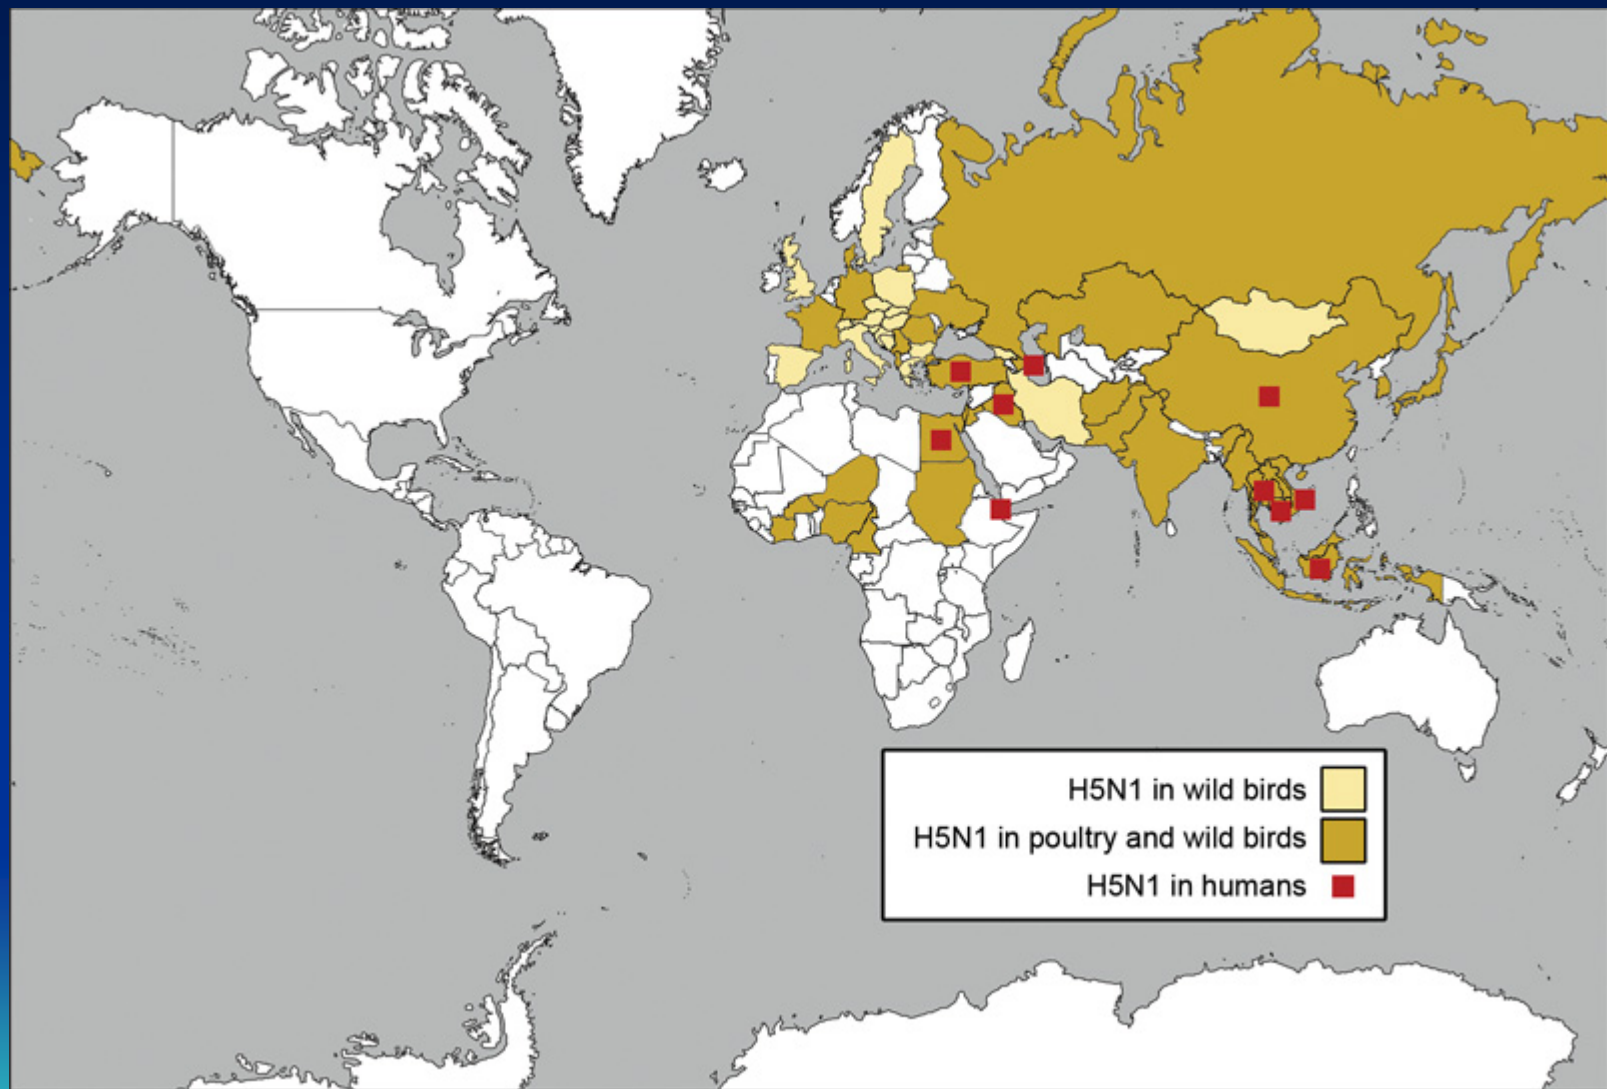 H5N1 in wild birds
H5N1 in poultry and wild birds
H5N1 in humans